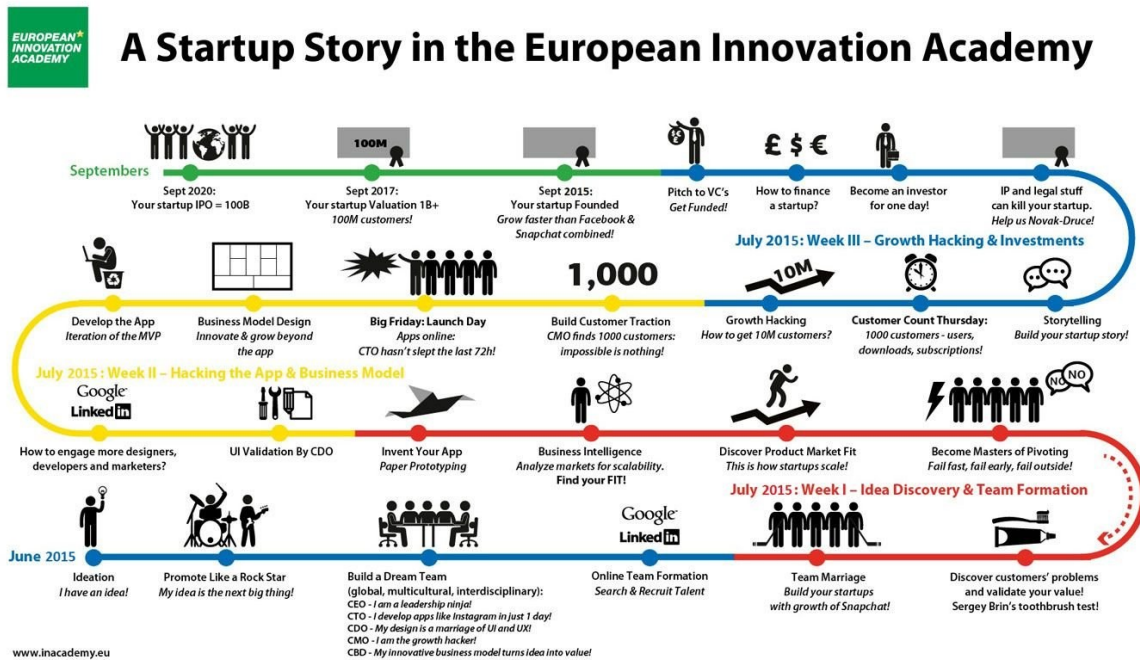 EUROPEAN
INNOVATION
ACADEMY
A Startup Story in the European Innovation Academy
100M
£ $ €
Septembers
Sept 2020:
Your startup IPO = 100B
Sept 2017:
Your startup Valuation 1B+
100M customers!
Sept 2015:
Your startup Founded
Grow faster than Facebook &
Snapchat combined!
Pitch to VC's
Get Funded!
How to finance
a startup?
Become an investor
for one day!
IP and legal stuff
can kill your startup.
Help us Novak-Druce!
July 2015: Week III – Growth Hacking & Investments
1,000
10M
Develop the App
Iteration of the MVP
Business Model Design
Innovate & grow beyond
the app
Big Friday: Launch Day
Apps online:
CTO hasn't slept the last 72h!
Build Customer Traction
CMO finds 1000 customers:
impossible is nothing!
Growth Hacking
How to get 10M customers?
Customer Count Thursday:
1000 customers - users,
downloads, subscriptions!
Storytelling
Build your startup story!
July 2015: Week II – Hacking the App & Business Model
Google
Linked in
NO
NO
How to engage more designers,
developers and marketers?
UI Validation By CDO
Invent Your App
Paper Prototyping
Business Intelligence
Analyze markets for scalability.
Find your FIT!
Discover Product Market Fit
This is how startups scale!
Become Masters of Pivoting
Fail fast, fail early, fail outside!
July 2015: Week I – Idea Discovery & Team Formation
Google
Linked in
June 2015
Ideation
I have an idea!
Promote Like a Rock Star
My idea is the next big thing!
Build a Dream Team
(global, multicultural, interdisciplinary):
CEO - I am a leadership ninja!
CTO - I develop apps like Instagram in just 1 day!
CDO - My design is a marriage of UI and UX!
CMO - I am the growth hacker!
CBD - My innovative business model turns idea into value!
Online Team Formation
Search & Recruit Talent
Team Marriage
Build your startups
with growth of Snapchat!
Discover customers' problems
and validate your value!
Sergey Brin's toothbrush test!
www.inacademy.eu